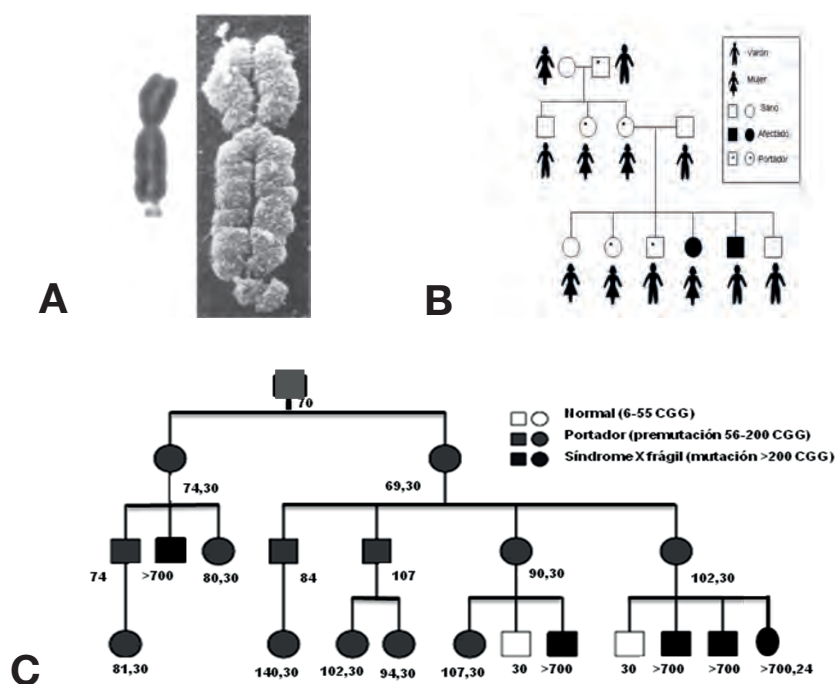 A
B
Varón
Mujer
Sano
Afectado
Portador
70
Normal (6-55 CGG)
Portador (premutación 56-200 CGG)
Síndrome X frágil (mutación >200 CGG)
74,30
69,30
74
>700
80,30
84
107
90,30
102,30
81,30
140,30
102,30
94,30
107,30
30
>700
30
>700
>700
>700,24
C